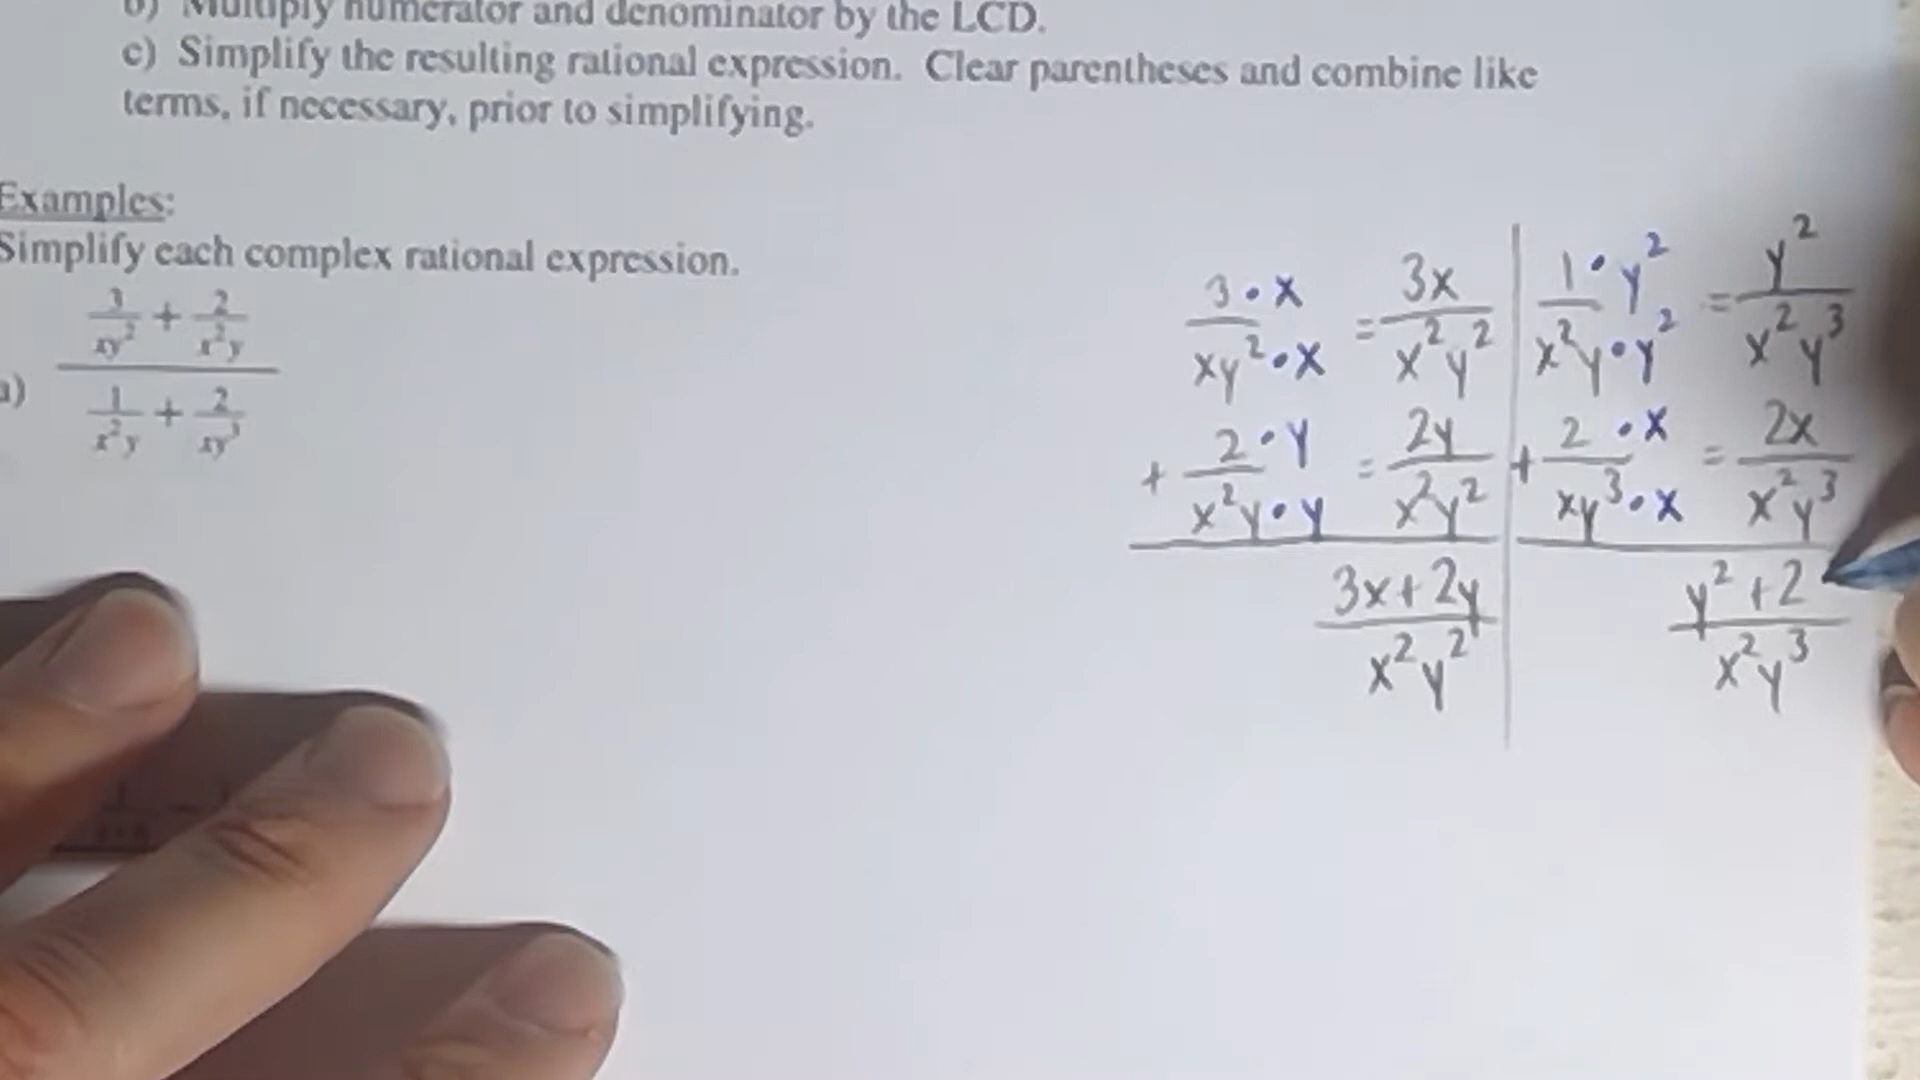 b) Multiply numerator and denominator by the LCD.
c) Simplify the resulting rational expression. Clear parentheses and combine like
terms, if necessary, prior to simplifying.
Examples:
Simplify each complex rational expression.
a)
3/xy² + 2/x²y
1/x²y + 2/xy³
3·x/xy²·x = 3x/x²y²
+ 2·y/x²y·y = 2y/x²y²
3x+2y/x²y²
1·y²/x²y·y² = y²/x²y³
+ 2·x/xy³·x = 2x/x²y³
y²+2/x²y³